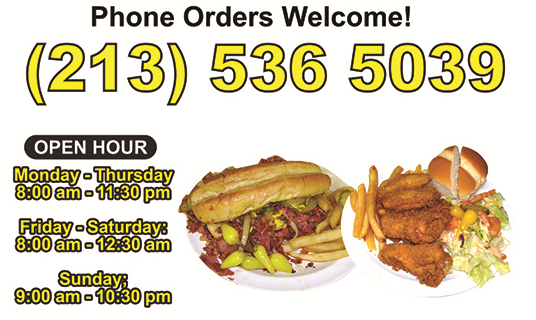 Phone Orders Welcome!
(213) 536 5039
OPEN HOUR
Monday - Thursday
8:00 am - 11:30 pm
Friday - Saturday:
8:00 am - 12:30 am
Sunday;
9:00 am - 10:30 pm